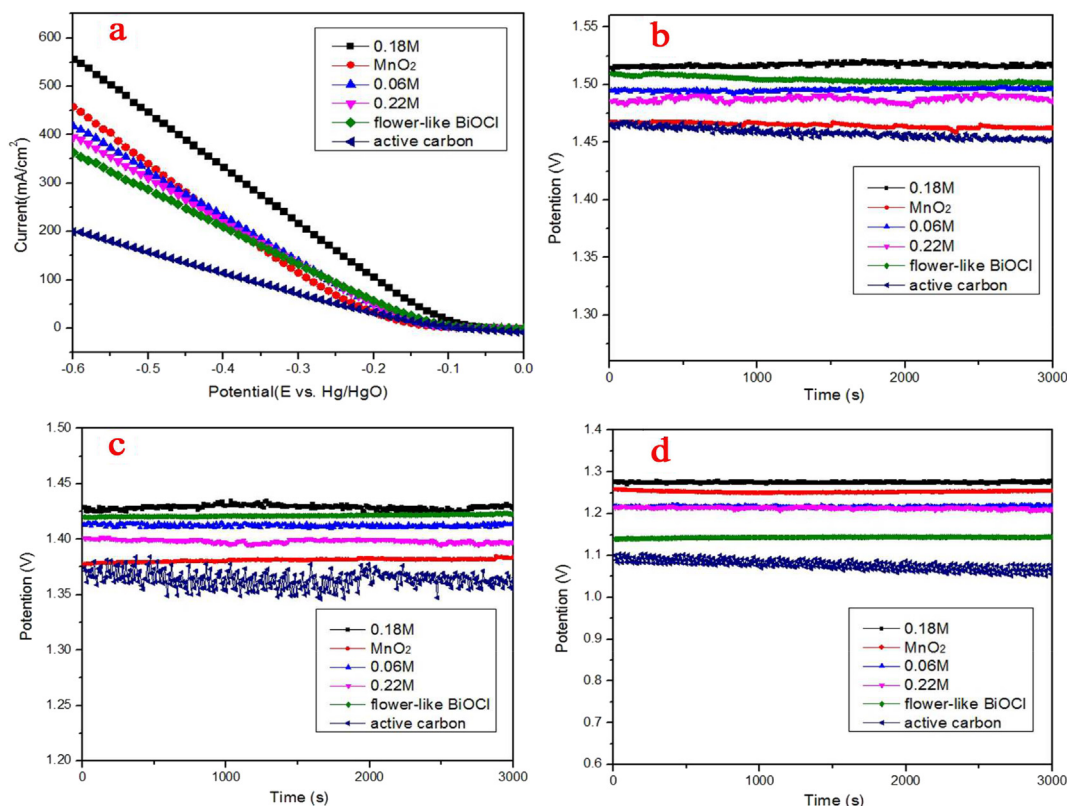 a
600
500
400
300
200
100
0
Current(mA/cm²)
-0.6 -0.5 -0.4 -0.3 -0.2 -0.1 0.0
Potential(E vs. Hg/HgO)
0.18M
MnO₂
0.06M
0.22M
flower-like BiOCl
active carbon
b
1.55
1.50
1.45
1.40
1.35
1.30
Potention (V)
0 1000 2000 3000
Time (s)
0.18M
MnO₂
0.06M
0.22M
flower-like BiOCl
active carbon
c
1.50
1.45
1.40
1.35
1.30
1.25
1.20
Potention (V)
0 1000 2000 3000
Time (s)
0.18M
MnO₂
0.06M
0.22M
flower-like BiOCl
active carbon
d
1.4
1.3
1.2
1.1
1.0
0.9
0.8
0.7
0.6
Potention (V)
0 1000 2000 3000
Time (s)
0.18M
MnO₂
0.06M
0.22M
flower-like BiOCl
active carbon